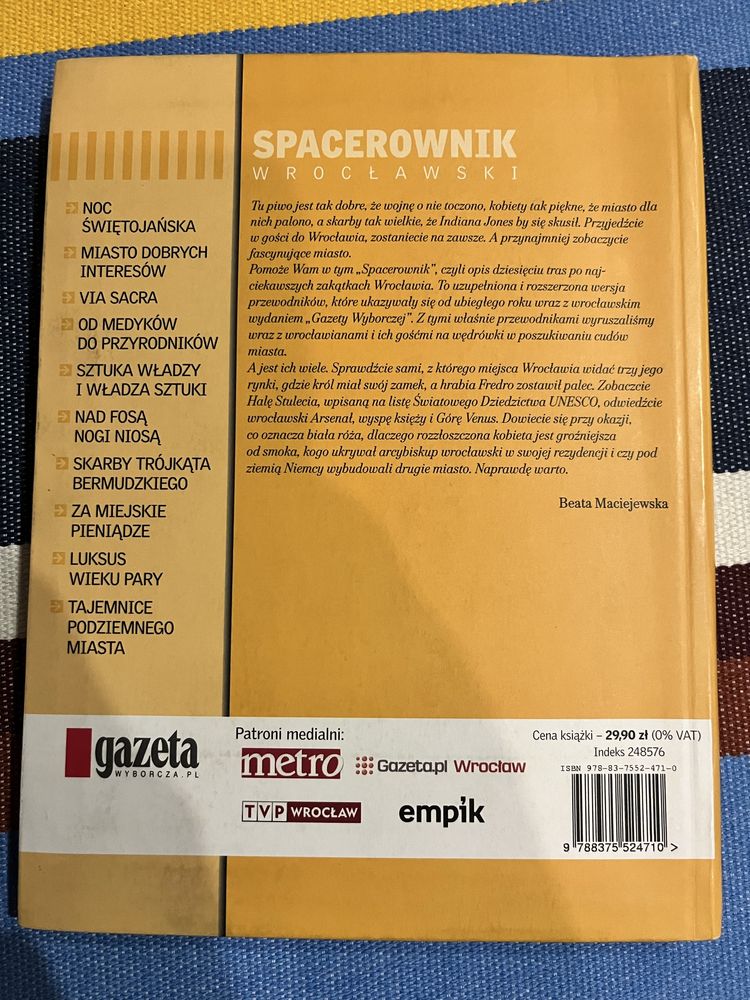 SPACEROWNIK
WROCŁAWSKI
NOC
ŚWIĘTOJAŃSKA
MIASTO DOBRYCH
INTERESÓW
VIA SACRA
OD MEDYKÓW
DO PRZYRODNIKÓW
SZTUKA WŁADZY
I WŁADZA SZTUKI
NAD FOSĄ
NOGI NIOSĄ
SKARBY TRÓJKĄTA
BERMUDZKIEGO
ZA MIEJSKIE
PIENIĄDZE
LUKSUS
WIEKU PARY
TAJEMNICE
PODZIEMNEGO
MIASTA
Tu piwo jest tak dobre, że wojnę o nie toczono, kobiety tak piękne, że miasto dla
nich palono, a skarby tak wielkie, że Indiana Jones by się skusił. Przyjedźcie
w gości do Wrocławia, zostaniecie na zawsze. A przynajmniej zobaczycie
fascynujące miasto.
Pomoże Wam w tym „Spacerownik”, czyli opis dziesięciu tras po naj-
ciekawszych zakątkach Wrocławia. To uzupełniona i rozszerzona wersja
przewodników, które ukazywały się od ubiegłego roku wraz z wrocławskim
wydaniem „Gazety Wyborczej”. Z tymi właśnie przewodnikami wyruszaliśmy
wraz z wrocławianami i ich gośćmi na wędrówki w poszukiwaniu cudów
miasta.
A jest ich wiele. Sprawdźcie sami, z którego miejsca Wrocławia widać trzy jego
rynki, gdzie król miał swój zamek, a hrabia Fredro zostawił palec. Zobaczcie
Halę Stulecia, wpisaną na listę Światowego Dziedzictwa UNESCO, odwiedźcie
wrocławski Arsenał, wyspę księży i Górę Venus. Dowiecie się przy okazji,
co oznacza biała róża, dlaczego rozzłoszczona kobieta jest groźniejsza
od smoka, kogo ukrywał arcybiskup wrocławski w swojej rezydencji i czy pod
ziemią Niemcy wybudowali drugie miasto. Naprawdę warto.
Beata Maciejewska
gazeta
WYBORCZA.PL
Patroni medialni:
metro
Gazeta.pl Wrocław
TVP WROCŁAW
empik
Cena książki – 29,90 zł (0% VAT)
Indeks 248576
ISBN 978-83-7552-471-0
9 788375 524710 >